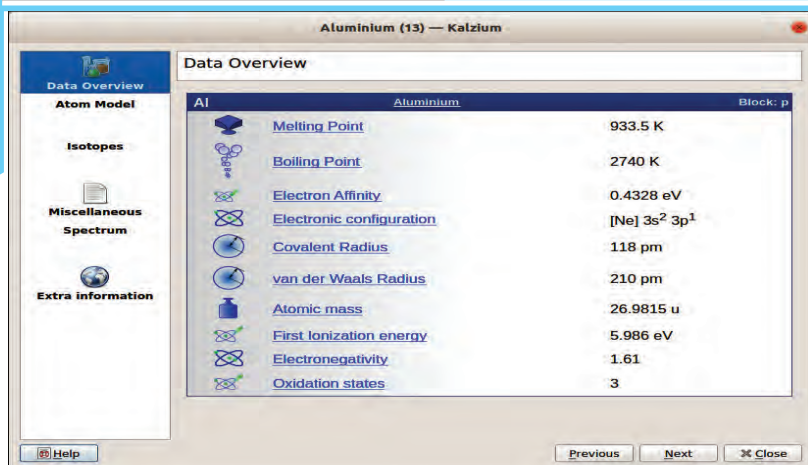 Aluminium (13) — Kalzium
Data Overview
Atom Model
Isotopes
Miscellaneous
Spectrum
Extra information
Data Overview
Al Aluminium Block: p
Melting Point 933.5 K
Boiling Point 2740 K
Electron Affinity 0.4328 eV
Electronic configuration [Ne] 3s² 3p¹
Covalent Radius 118 pm
van der Waals Radius 210 pm
Atomic mass 26.9815 u
First Ionization energy 5.986 eV
Electronegativity 1.61
Oxidation states 3
Help Previous Next Close